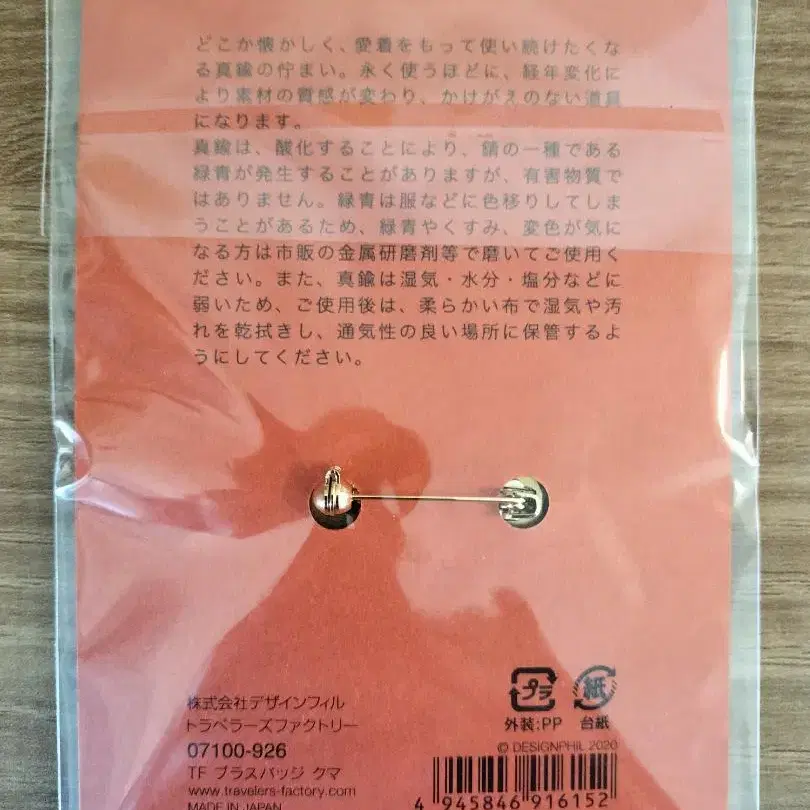 どこか懐かしく、愛着をもって使い続けたくな
る真鍮の佇まい。永く使うほどに、経年変化に
より素材の質感が変わり、かけがえのない道具
になります。
真鍮は、酸化することにより、錆の一種である
緑青が発生することがありますが、有害物質で
はありません。緑青は服などに色移りしてしま
うことがあるため、緑青やくすみ、変色が気に
なる方は市販の金属研磨剤等で磨いてご使用く
ださい。また、真鍮は湿気・水分・塩分などに
弱いため、ご使用後は、柔らかい布で湿気や汚
れを乾拭きし、通気性の良い場所に保管するよ
うにしてください。
プラ
紙
外装:PP
台紙
株式会社デザインフィル
トラベラーズファクトリー
07100-926
TF ブラスバッジ クマ
www.travelers-factory.com
MADE IN JAPAN
© DESIGNPHIL 2020
4 945846 916152